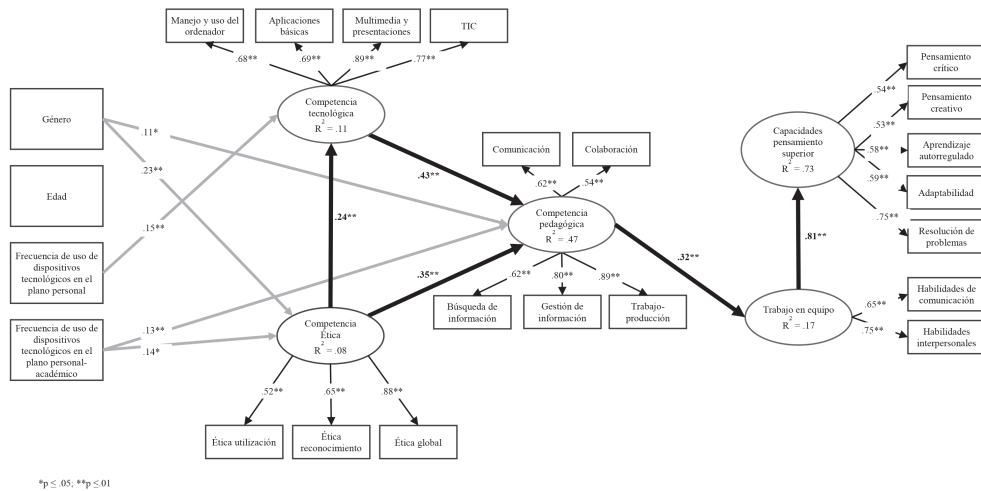 Manejo y uso del
ordenador
Aplicaciones
básicas
Multimedia y
presentaciones
TIC
.68**
.69**
.89**
.77**
Competencia
tecnológica
R² = .11
Género
Edad
Frecuencia de uso de
dispositivos
tecnológicos en el
plano personal
Frecuencia de uso de
dispositivos
tecnológicos en el
plano personal-
académico
.11*
.23**
.15**
.13**
.14*
.24**
.43**
.35**
Competencia
Ética
R² = .08
.52**
.65**
.88**
Ética utilización
Ética
reconocimiento
Ética global
Comunicación
Colaboración
.62**
.54**
Competencia
pedagógica
R² = .47
.62**
.80**
.89**
Búsqueda de
información
Gestión de
información
Trabajo-
producción
.32**
Capacidades
pensamiento
superior
R² = .73
.81**
Trabajo en equipo
R² = .17
.54**
.53**
.58**
.59**
.75**
Pensamiento
crítico
Pensamiento
creativo
Aprendizaje
autorregulado
Adaptabilidad
Resolución de
problemas
.65**
.75**
Habilidades de
comunicación
Habilidades
interpersonales
*p ≤ .05; **p ≤.01